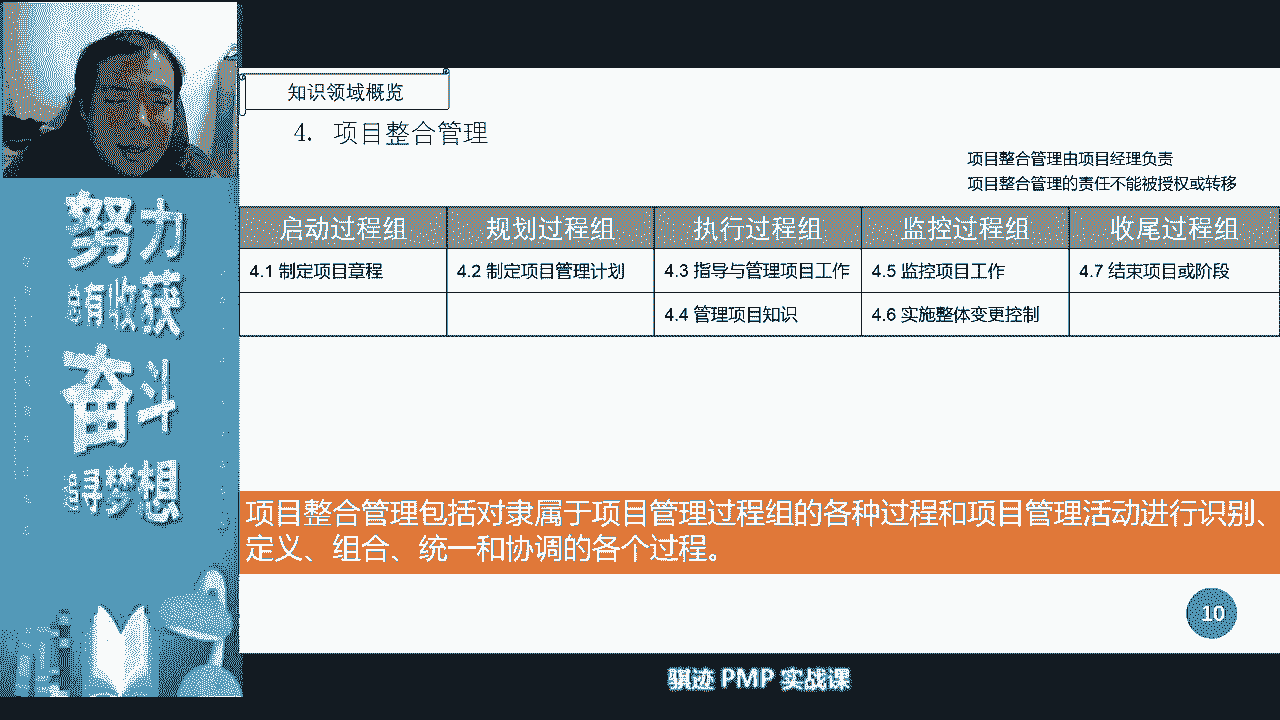 努力
总有收获
奋斗
寻梦想
知识领域概览
4. 项目整合管理
项目整合管理由项目经理负责
项目整合管理的责任不能被授权或转移
启动过程组 规划过程组 执行过程组 监控过程组 收尾过程组
4.1 制定项目章程 4.2 制定项目管理计划 4.3 指导与管理项目工作 4.5 监控项目工作 4.7 结束项目或阶段
4.4 管理项目知识 4.6 实施整体变更控制
项目整合管理包括对隶属于项目管理过程组的各种过程和项目管理活动进行识别、
定义、组合、统一和协调的各个过程。
10
骐迹 PMP 实战课